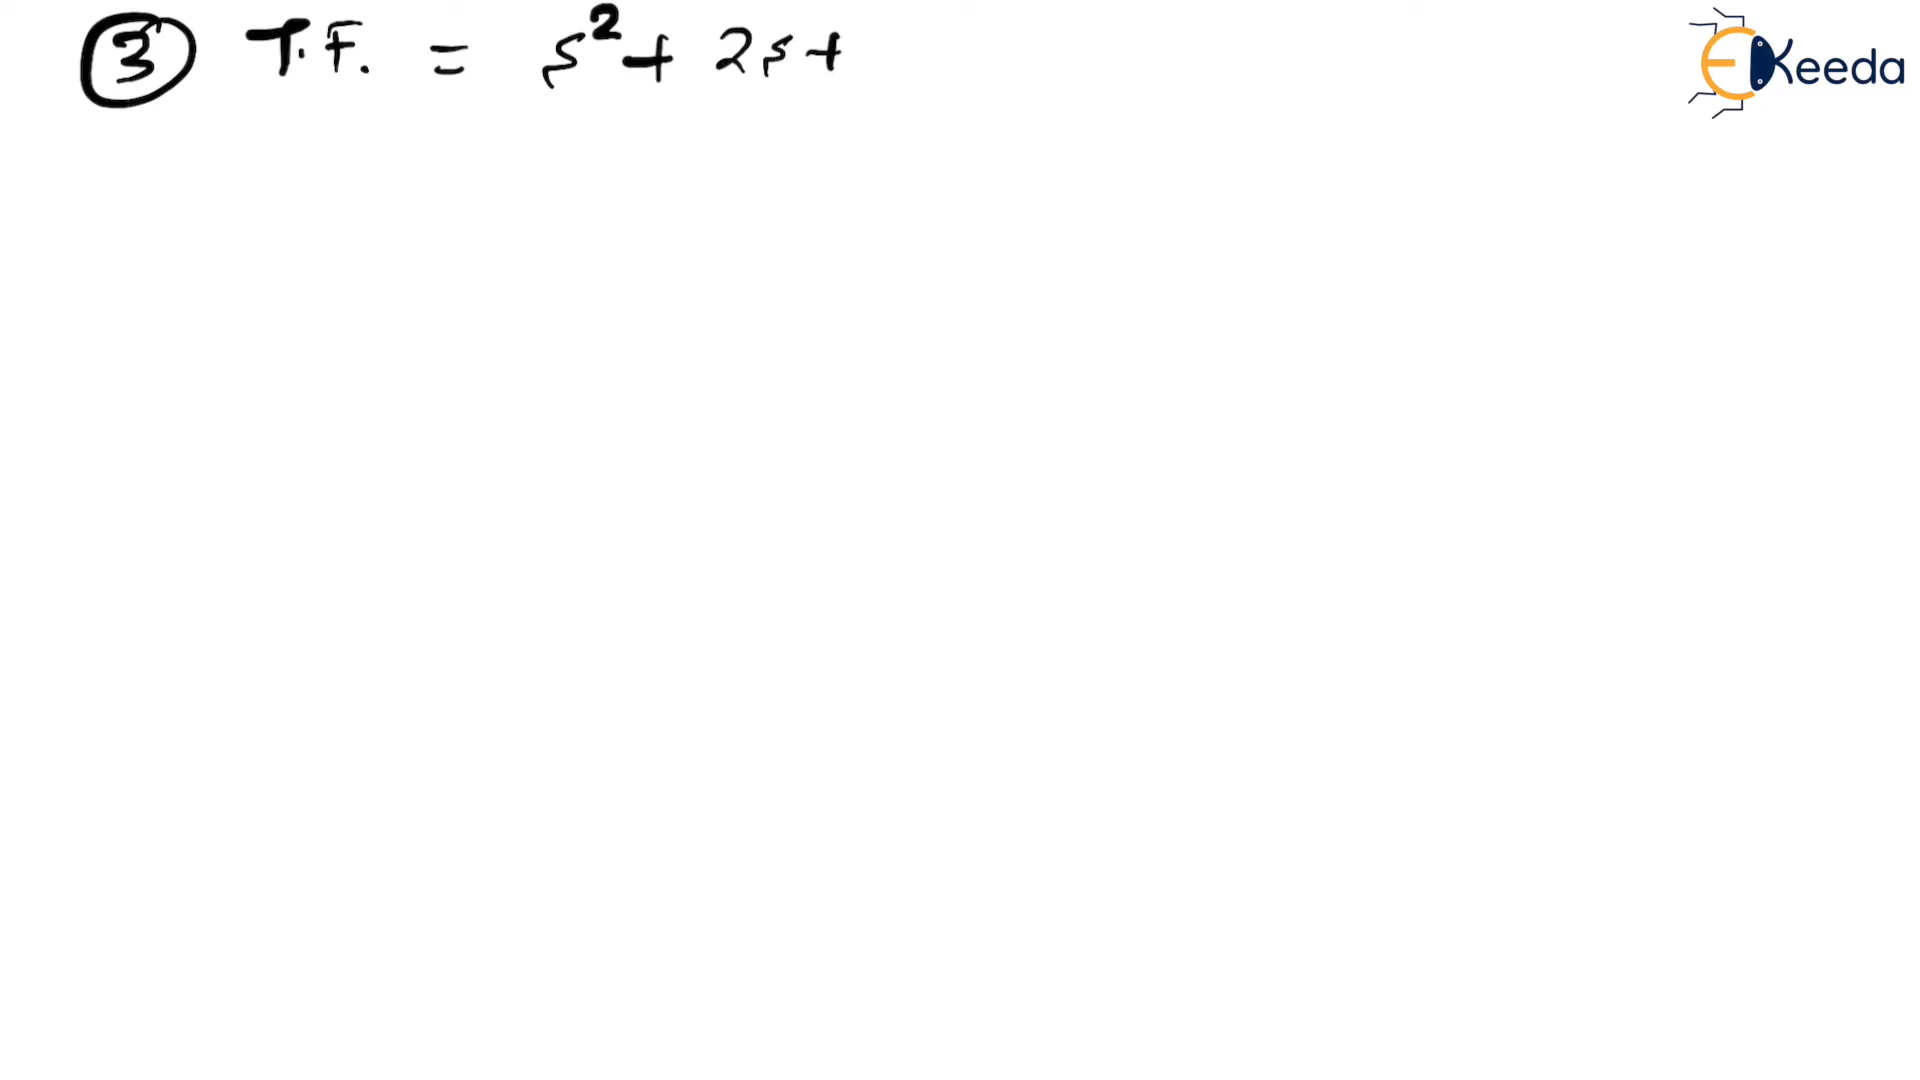 ③ T.F. = s² + 2s +
EKeeda